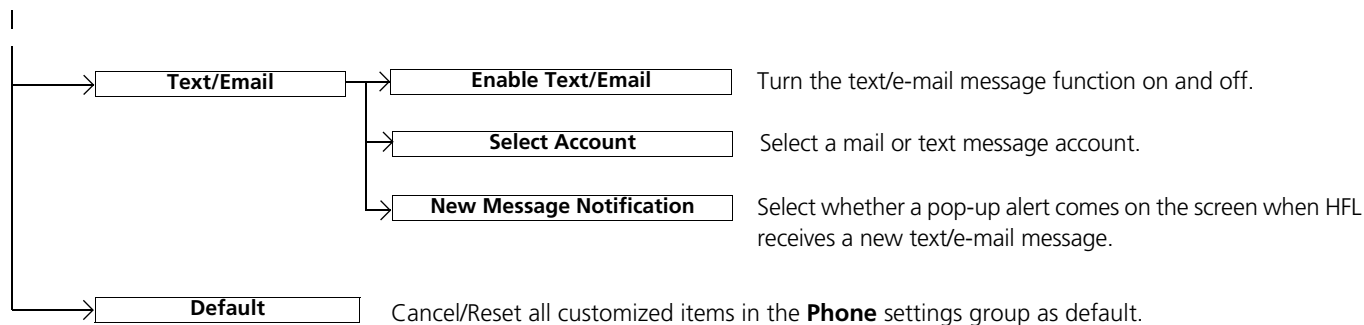 Text/Email
Enable Text/Email
Turn the text/e-mail message function on and off.
Select Account
Select a mail or text message account.
New Message Notification
Select whether a pop-up alert comes on the screen when HFL
receives a new text/e-mail message.
Default
Cancel/Reset all customized items in the Phone settings group as default.